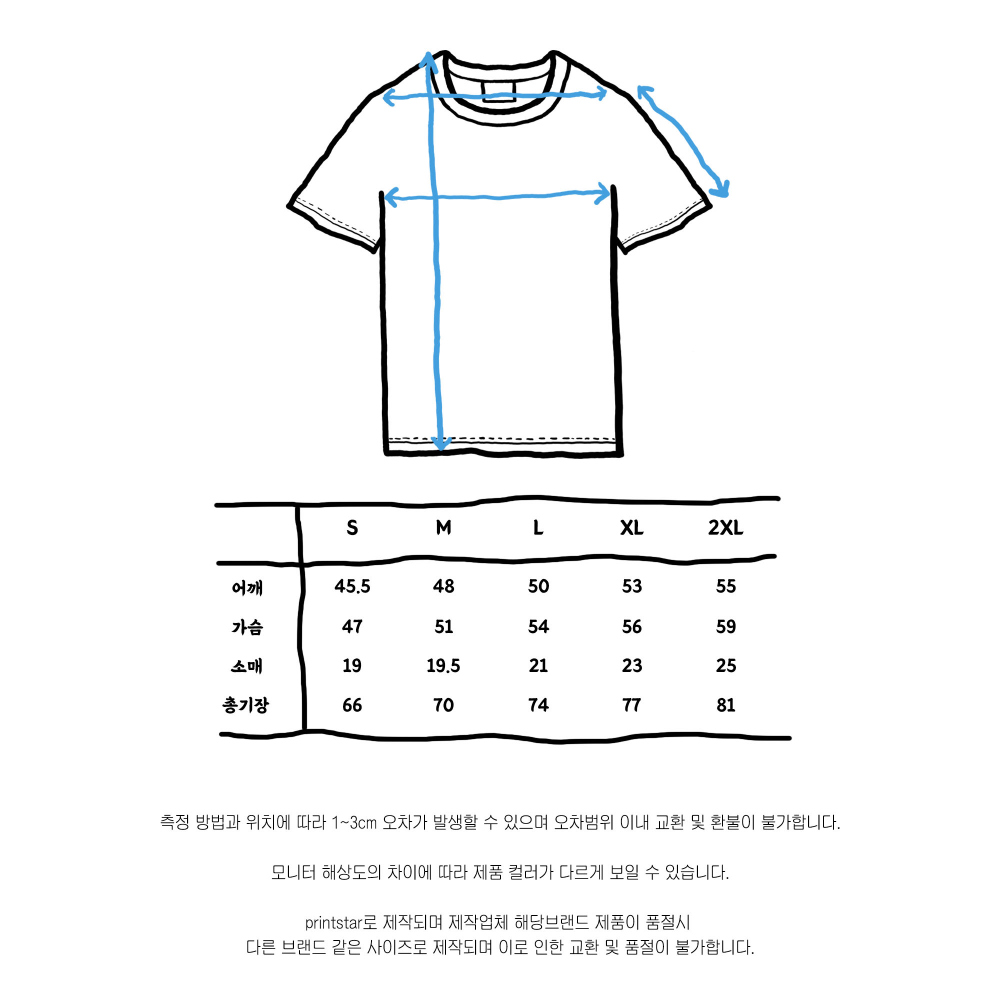 S M L XL 2XL
어깨 45.5 48 50 53 55
가슴 47 51 54 56 59
소매 19 19.5 21 23 25
총기장 66 70 74 77 81
측정 방법과 위치에 따라 1~3cm 오차가 발생할 수 있으며 오차범위 이내 교환 및 환불이 불가합니다.
모니터 해상도의 차이에 따라 제품 컬러가 다르게 보일 수 있습니다.
printstar로 제작되며 제작업체 해당브랜드 제품이 품절시
다른 브랜드 같은 사이즈로 제작되며 이로 인한 교환 및 품절이 불가합니다.